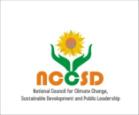 NCCSD
National Council for Climate Change,
Sustainable Development and Public Leadership